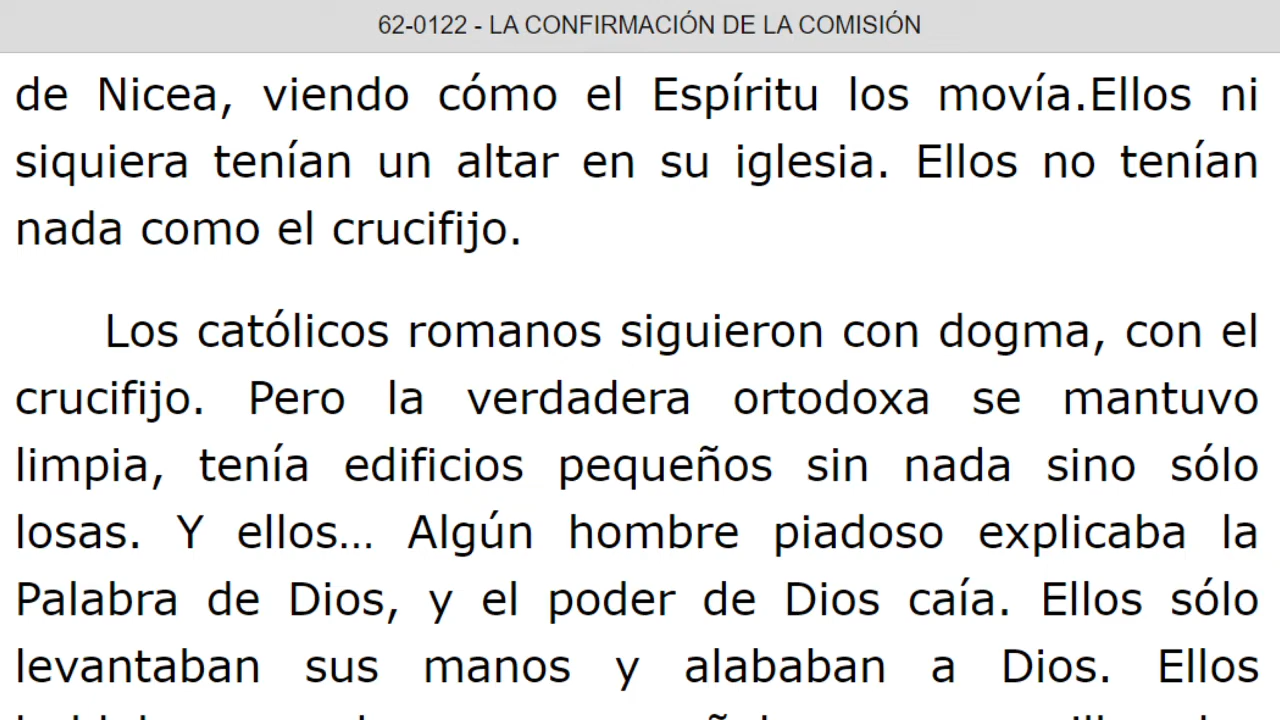 62-0122 - LA CONFIRMACIÓN DE LA COMISIÓN
de Nicea, viendo cómo el Espíritu los movía.Ellos ni
siquiera tenían un altar en su iglesia. Ellos no tenían
nada como el crucifijo.
Los católicos romanos siguieron con dogma, con el
crucifijo. Pero la verdadera ortodoxa se mantuvo
limpia, tenía edificios pequeños sin nada sino sólo
losas. Y ellos… Algún hombre piadoso explicaba la
Palabra de Dios, y el poder de Dios caía. Ellos sólo
levantaban sus manos y alababan a Dios. Ellos